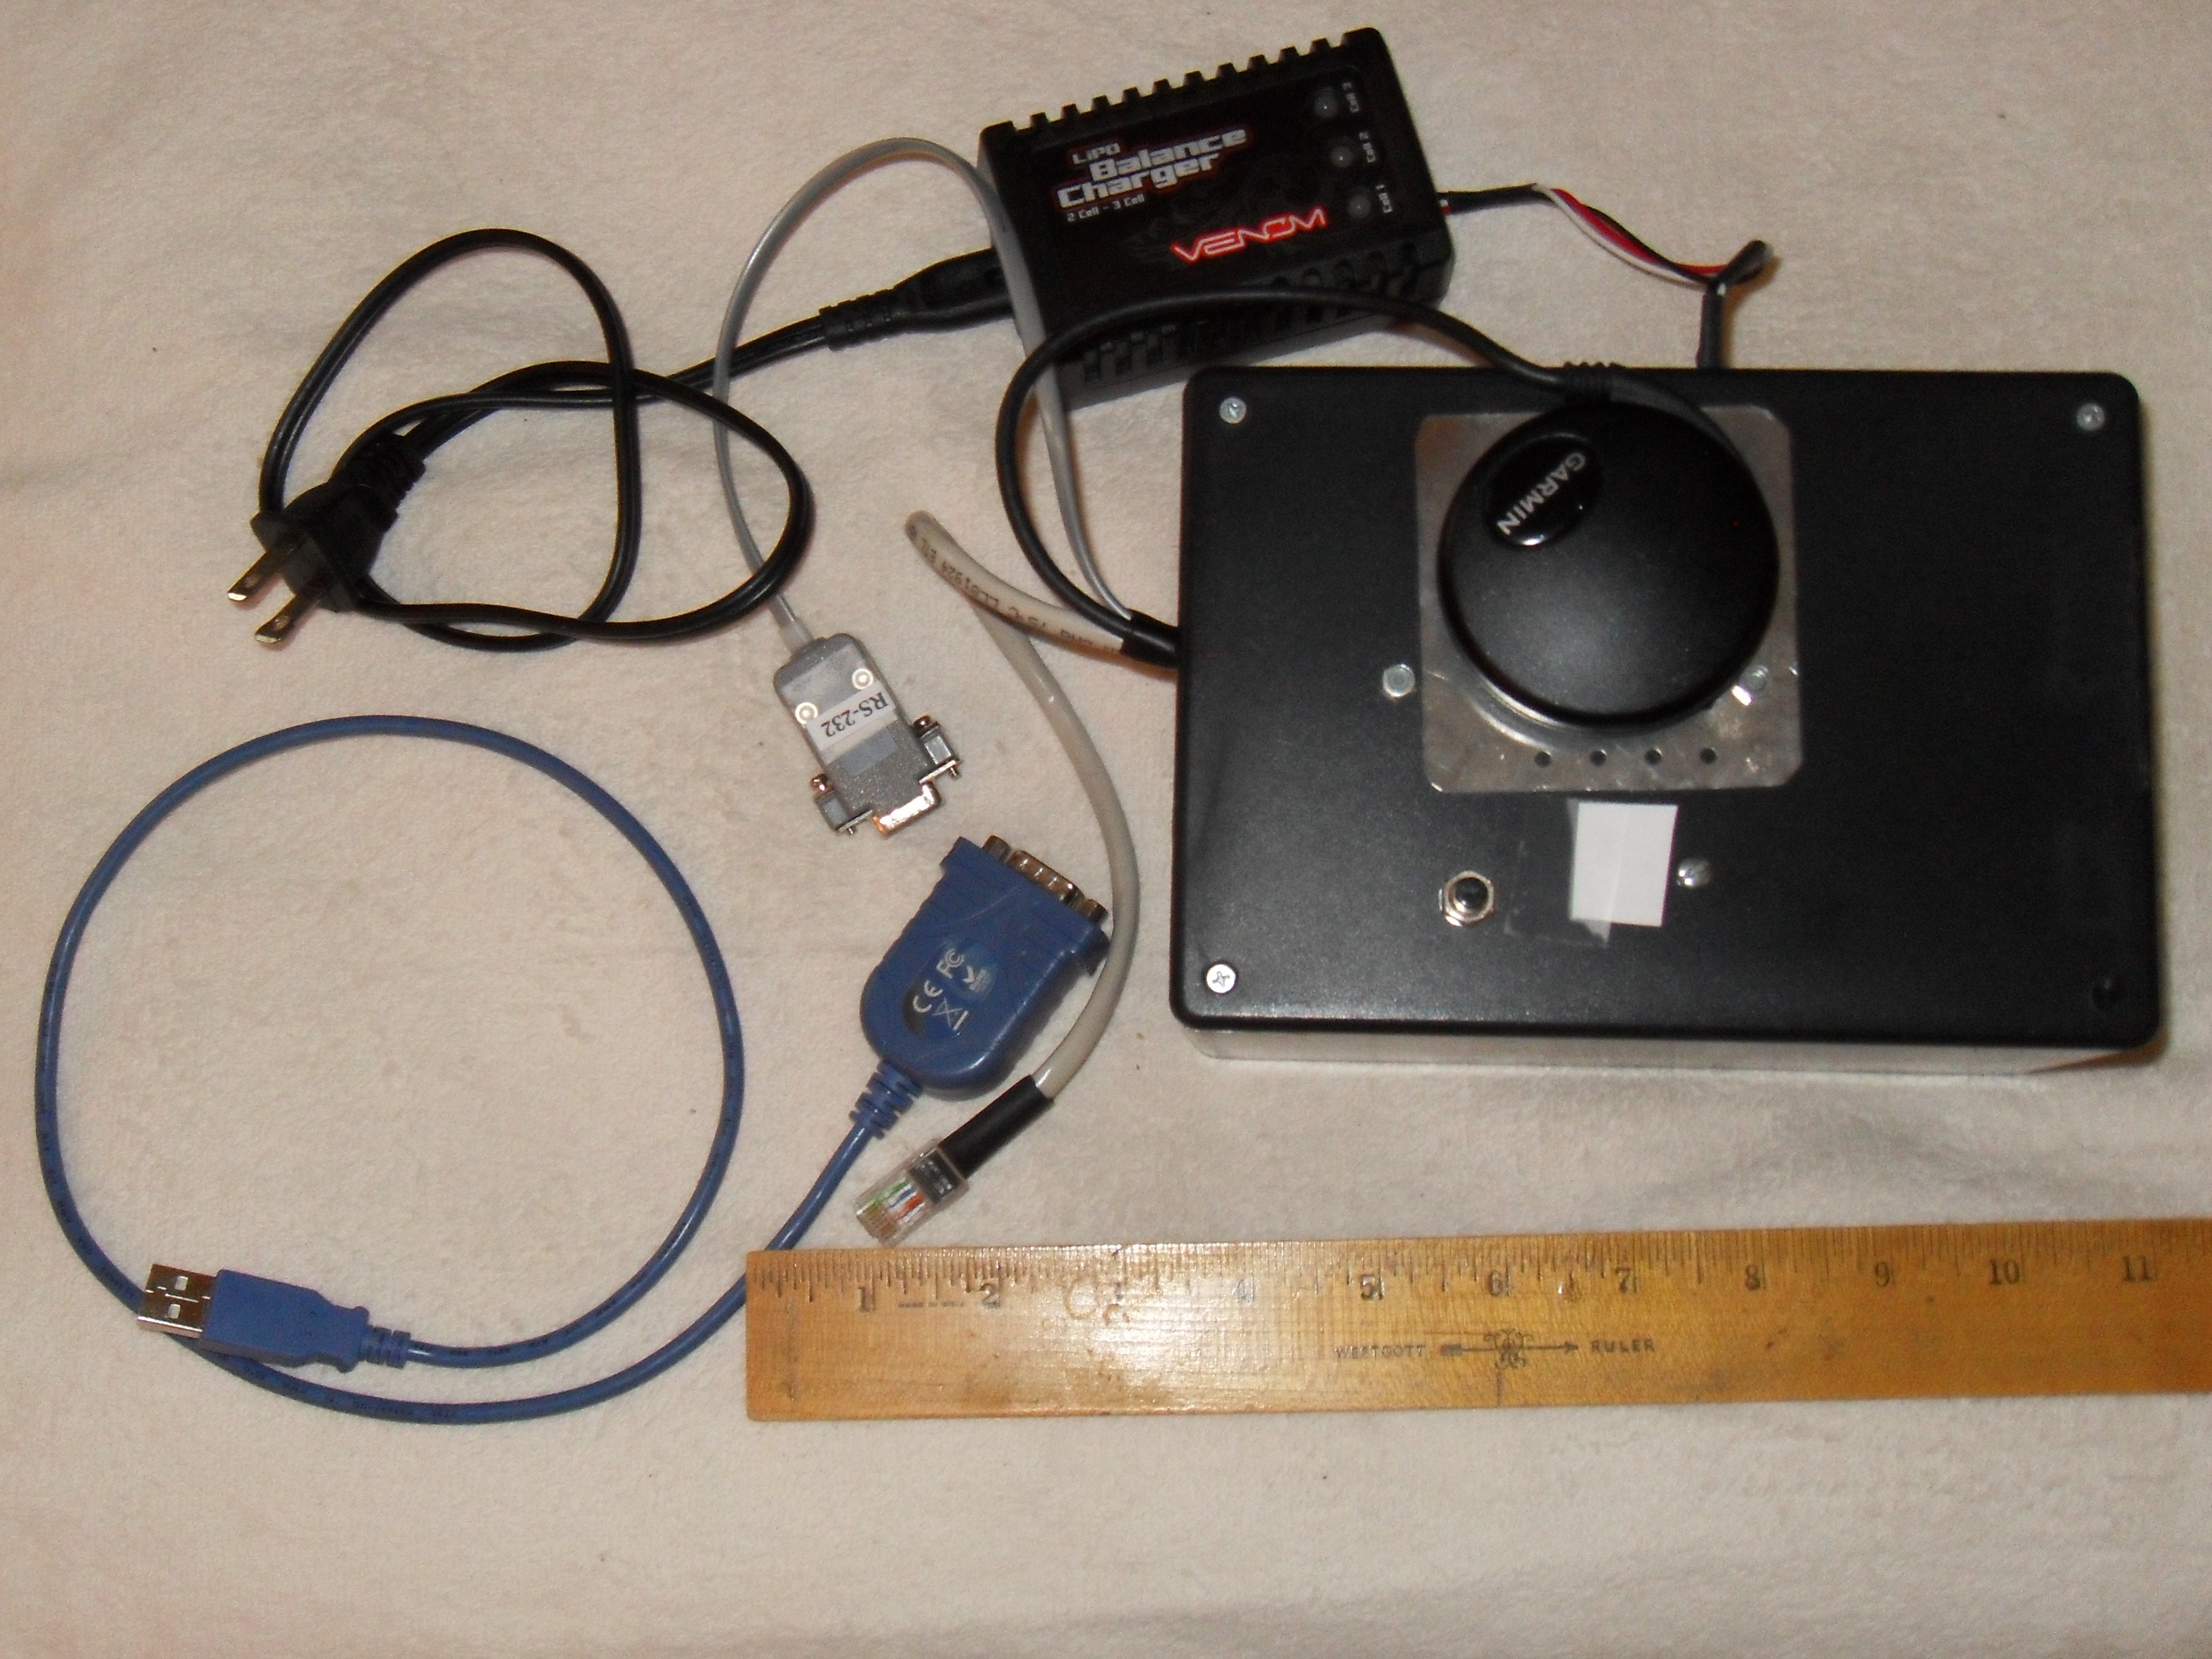 LiPO
Balance
Charger
2 Cell - 3 Cell
VENOM
Cell 3
Cell 2
Cell 1
GARMIN
RS-232
FC
CE
1 2 4 5 6 7 8 9 10 11
WESTCOTT RULER